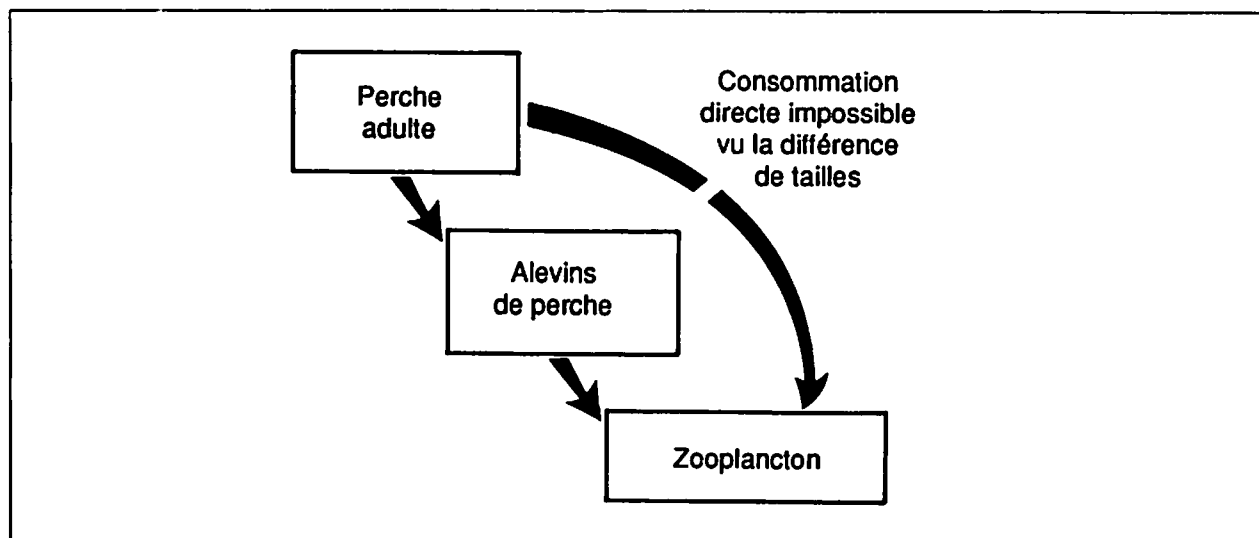 Perche
adulte
Consommation
directe impossible
vu la différence
de tailles
Alevins
de perche
Zooplancton